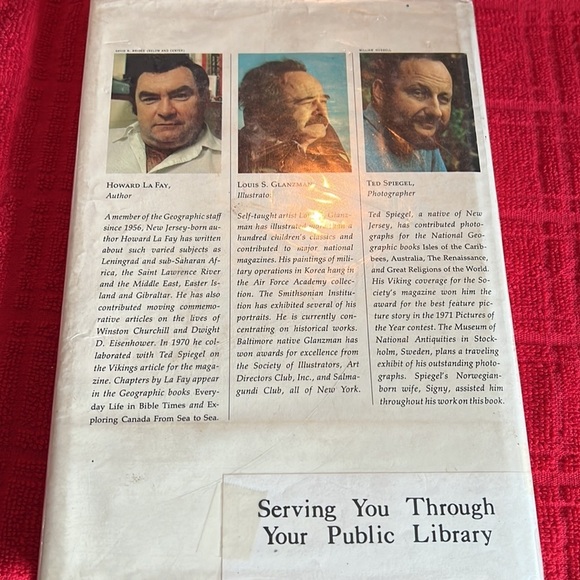 Howard La Fay,
Author
A member of the Geographic staff
since 1956, New Jersey-born au-
thor Howard La Fay has written
about such varied subjects as
Leningrad and sub-Saharan Af-
rica, the Saint Lawrence River
and the Middle East, Easter Is-
land and Gibraltar. He has also
contributed moving commemo-
rative articles on the lives of
Winston Churchill and Dwight
D. Eisenhower. In 1970 he col-
laborated with Ted Spiegel on
the Vikings article for the maga-
zine. Chapters by La Fay appear
in the Geographic books Every-
day Life in Bible Times and Ex-
ploring Canada From Sea to Sea.
Louis S. Glanzman
Illustrator
Self-taught artist Glanz-
man has illustrated more than a
hundred children's classics and
contributed to major national
magazines. His paintings of mili-
tary operations in Korea hang in
the Air Force Academy collec-
tion. The Smithsonian Institu-
tion has exhibited several of his
portraits. He is currently con-
centrating on historical works.
Baltimore native Glanzman has
won awards for excellence from
the Society of Illustrators, Art
Directors Club, Inc., and Salma-
gundi Club, all of New York.
Ted Spiegel,
Photographer
Ted Spiegel, a native of New
Jersey, has contributed photo-
graphs for the National Geo-
graphic books Isles of the Carib-
bees, Australia, The Renaissance,
and Great Religions of the World.
His Viking coverage for the So-
ciety's magazine won him the
award for the best feature pic-
ture story in the 1971 Pictures of
the Year contest. The Museum of
National Antiquities in Stock-
holm, Sweden, plans a traveling
exhibit of his outstanding photo-
graphs. Spiegel's Norwegian-
born wife, Signy, assisted him
throughout his work on this book.
Serving You Through
Your Public Library